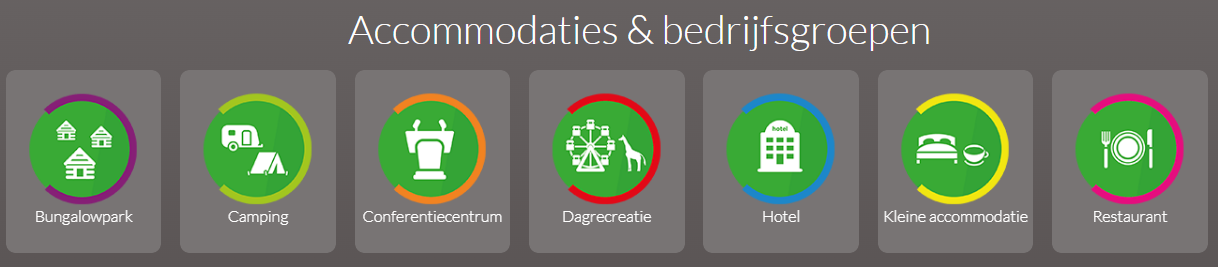 Accommodaties & bedrijfsgroepen
hotel
Bungalowpark
Camping
Conferentiecentrum
Dagrecreatie
Hotel
Kleine accommodatie
Restaurant